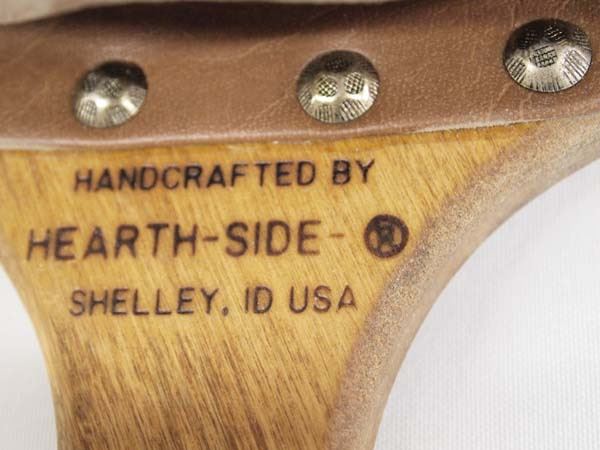 HANDCRAFTED BY
HEARTH-SIDE-
SHELLEY, ID USA